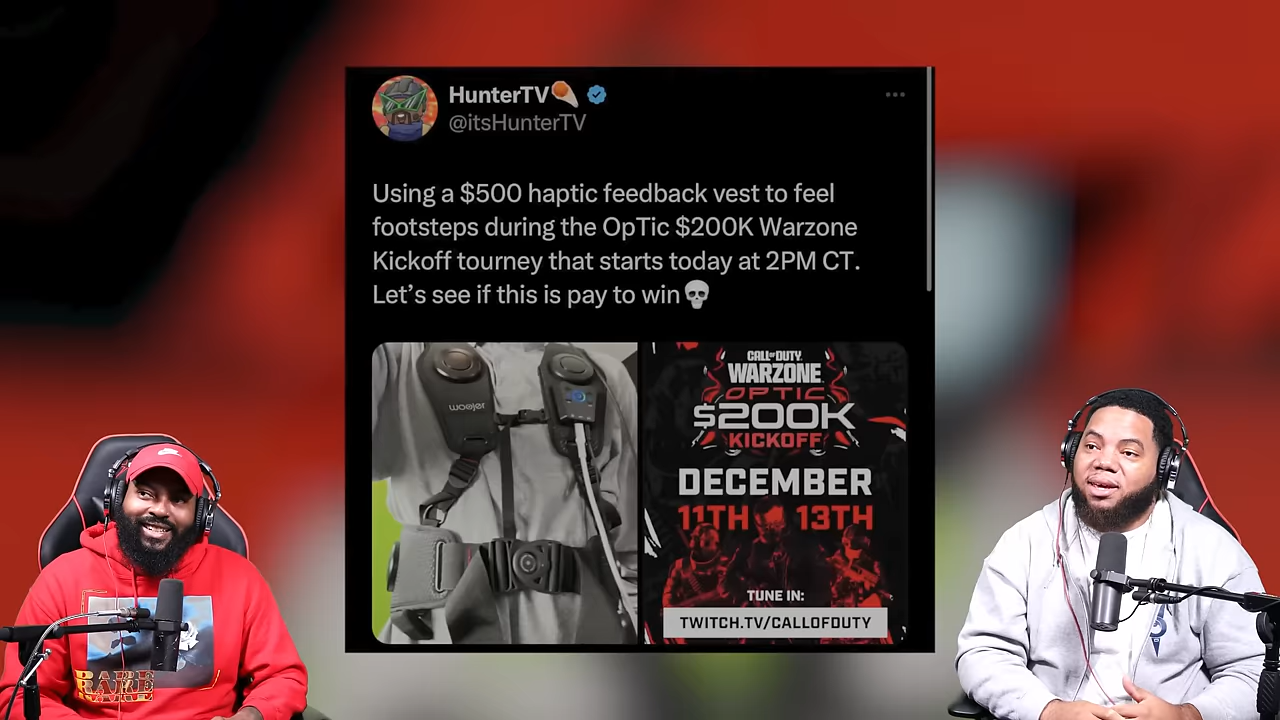 HunterTV
@itsHunterTV
Using a $500 haptic feedback vest to feel
footsteps during the OpTic $200K Warzone
Kickoff tourney that starts today at 2PM CT.
Let's see if this is pay to win💀
woojer
CALL OF DUTY
WARZONE
OPTIC
$200K
KICKOFF
DECEMBER
11TH 13TH
TUNE IN:
TWITCH.TV/CALLOFDUTY
RARE